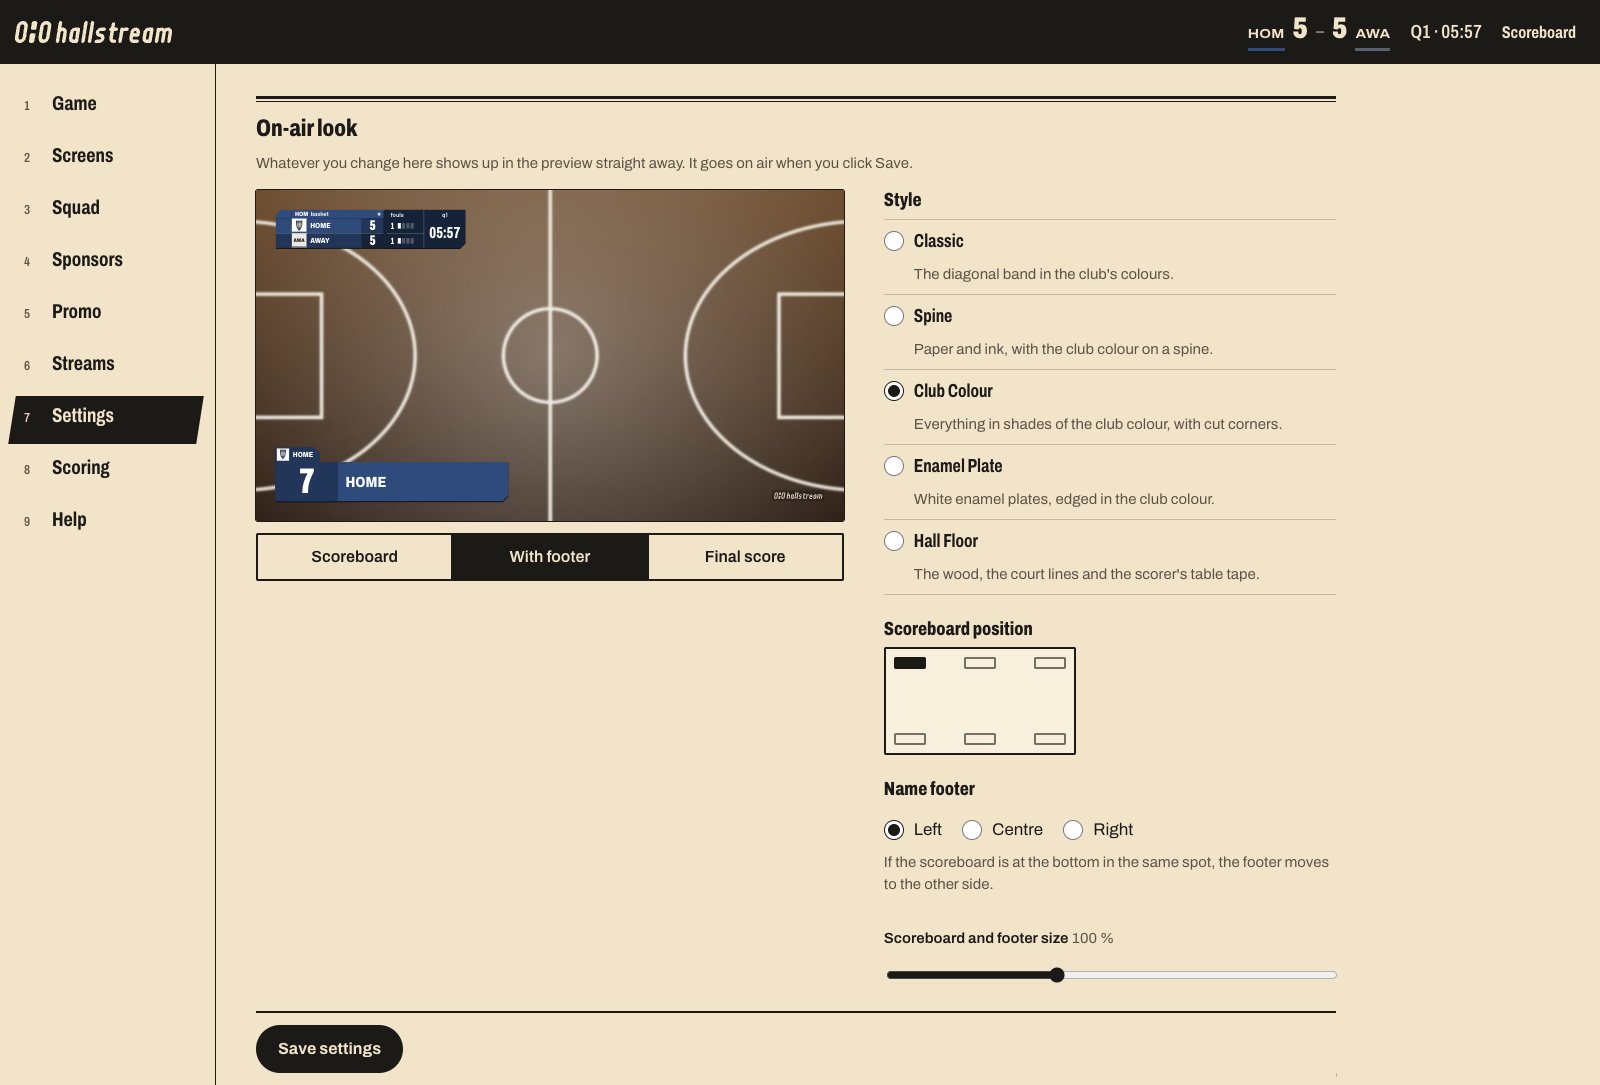 hallstream
HOM 5 – 5 AWA Q1 · 05:57 Scoreboard
1 Game
2 Screens
3 Squad
4 Sponsors
5 Promo
6 Streams
7 Settings
8 Scoring
9 Help
On-air look
Whatever you change here shows up in the preview straight away. It goes on air when you click Save.
HOM basket fouls q1
HOME 5 1
AWA AWAY 5 1
05:57
HOME
7 HOME
hallstream
Scoreboard
With footer
Final score
Style
Classic
The diagonal band in the club's colours.
Spine
Paper and ink, with the club colour on a spine.
Club Colour
Everything in shades of the club colour, with cut corners.
Enamel Plate
White enamel plates, edged in the club colour.
Hall Floor
The wood, the court lines and the scorer's table tape.
Scoreboard position
Name footer
Left Centre Right
If the scoreboard is at the bottom in the same spot, the footer moves
to the other side.
Scoreboard and footer size 100 %
Save settings